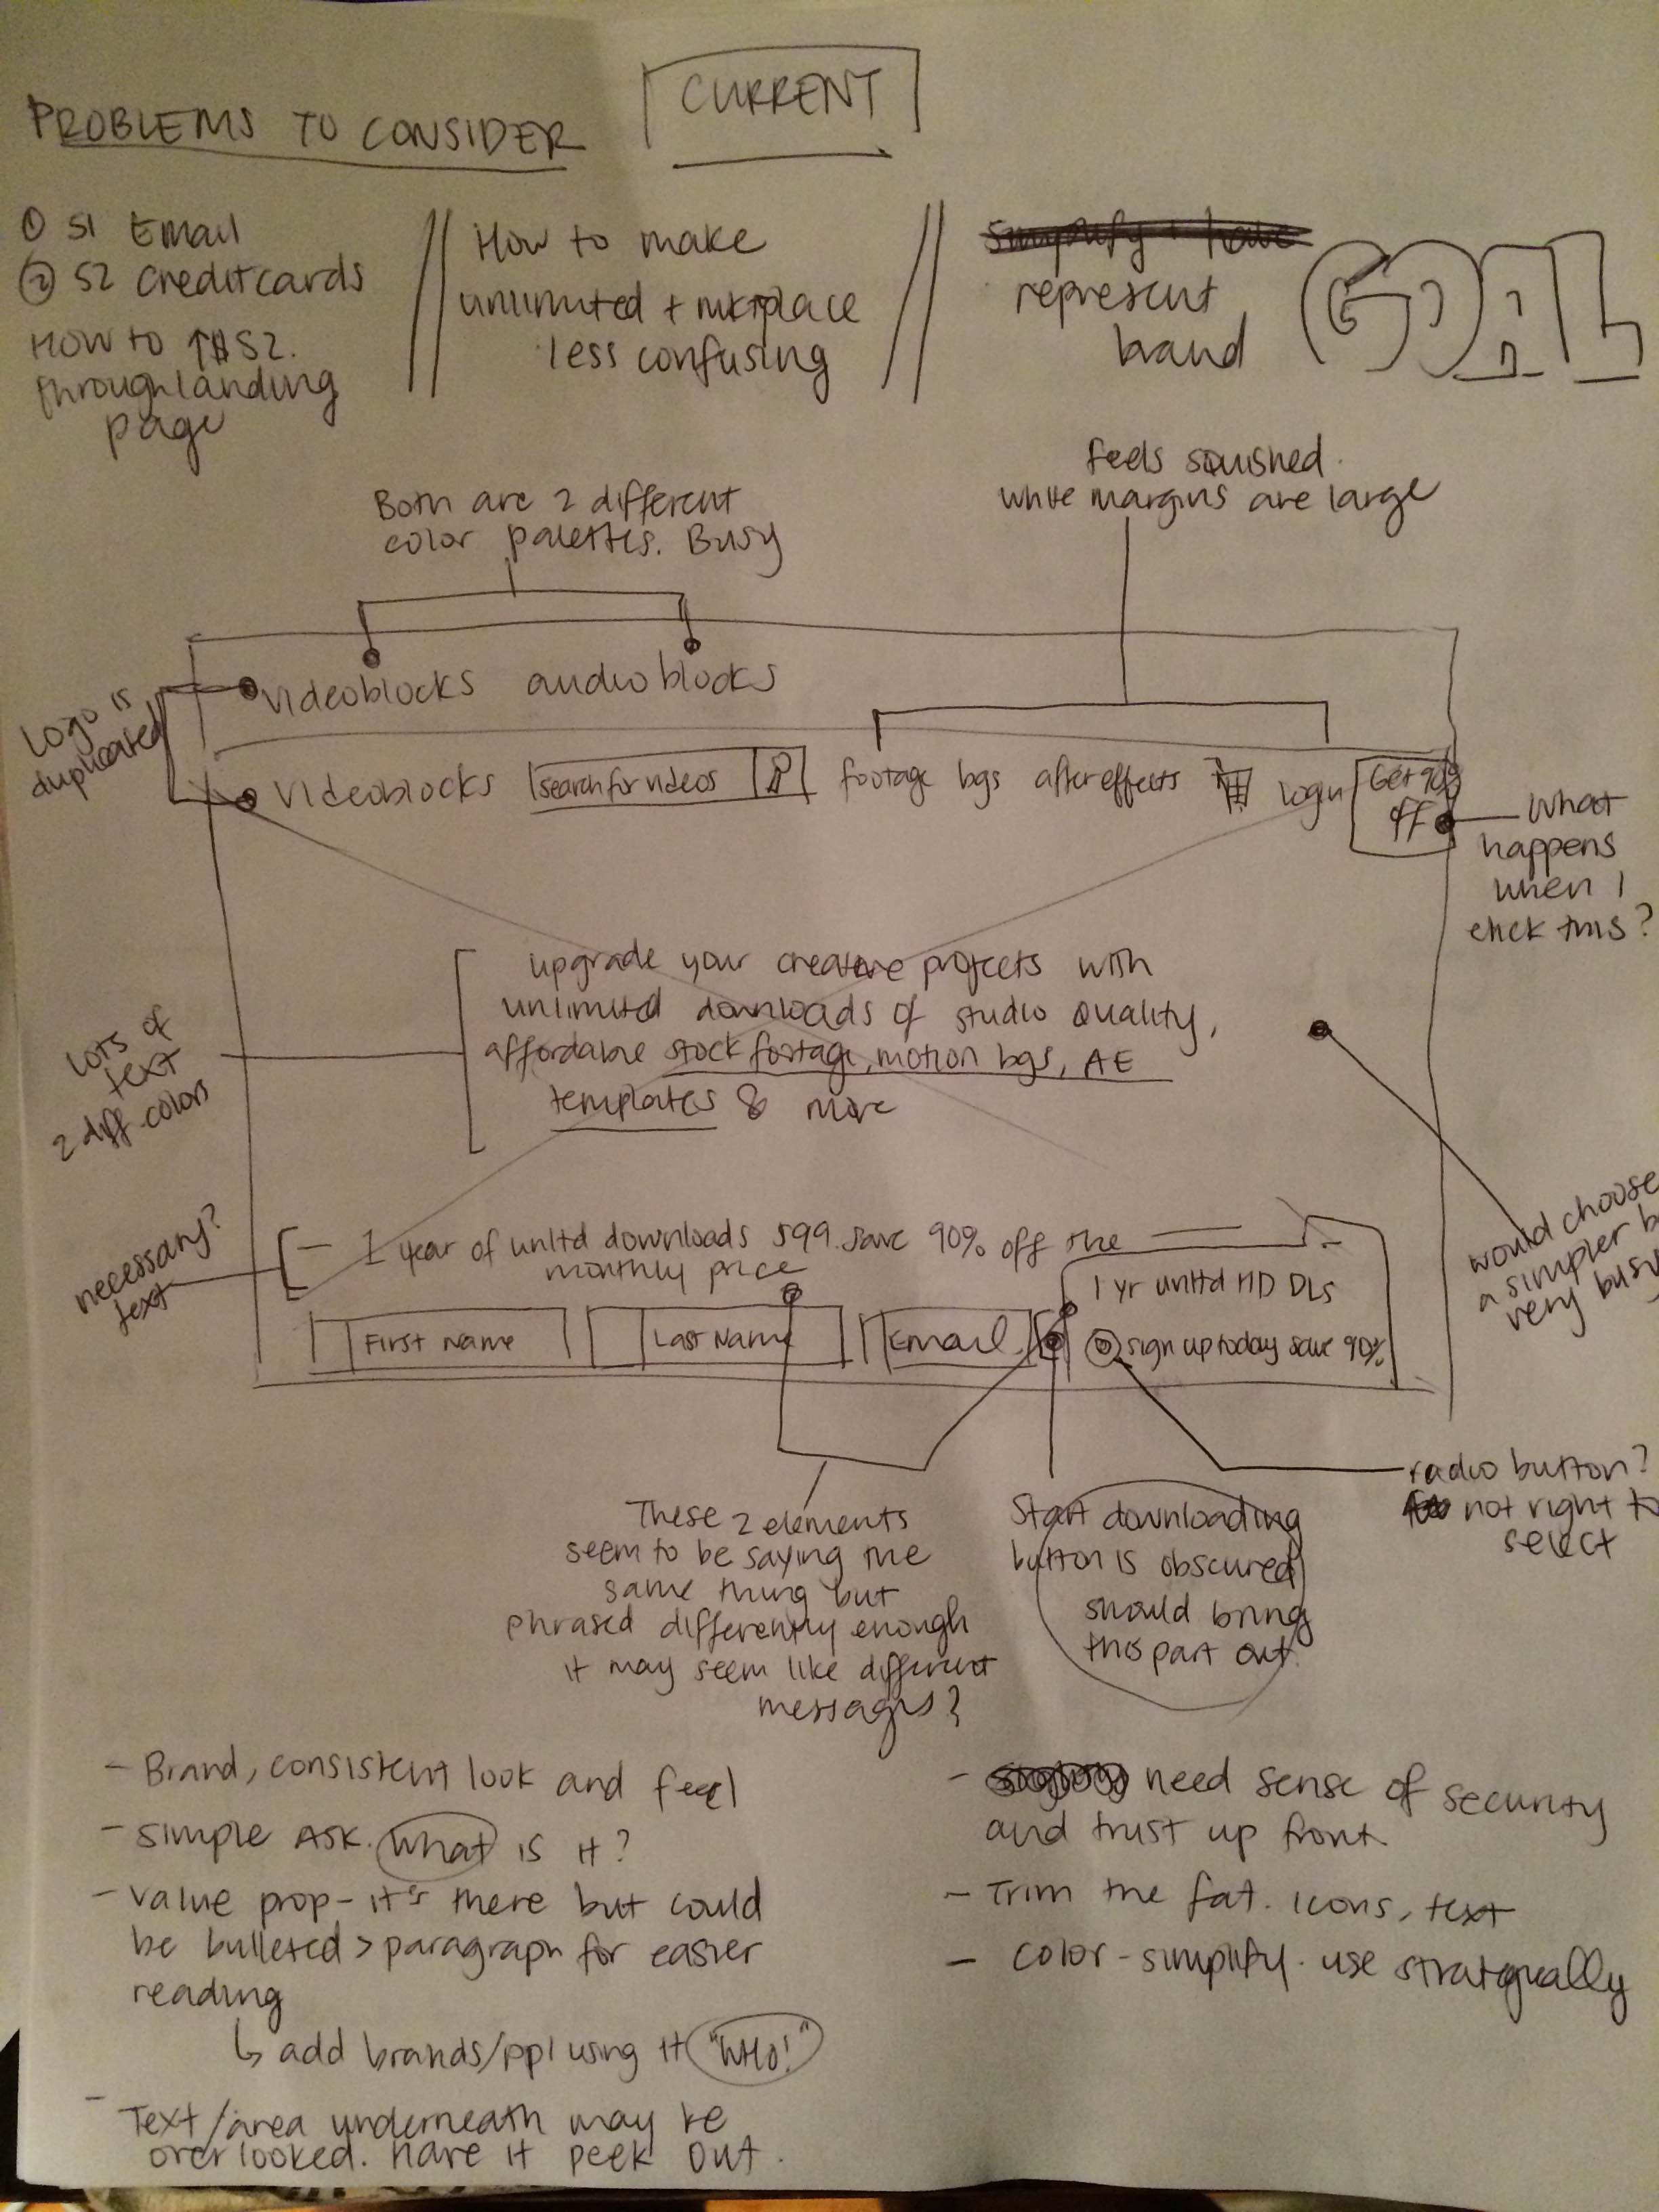 PROBLEMS TO CONSIDER
CURRENT
① S1 Email
② S2 Creditcards
HOW TO ↑# S2.
through landing
page
How to make
unlimited + mktplace
less confusing
simplify + have
represent
brand
GOAL
Both are 2 different
color palettes. Busy
feels squished.
white margins are large
Logo is
duplicated
videoblocks audioblocks
videoblocks search for videos footage bgs aftereffects login Get 90%
off
What
happens
when I
click this?
upgrade your creative projects with
unlimited downloads of studio quality,
affordable stock footage, motion bgs, AE
templates & more
lots of
text
2 diff. colors
would choose
a simpler
very busy
necessary?
text
1 year of unltd downloads $99. save 90% off the
monthly price
1 yr unltd HD DLS
First Name Last Name Email sign up today save 90%
radio button?
not right to
select
These 2 elements
seem to be saying the
same thing but
phrased differently enough
it may seem like different
messages?
Start downloading
button is obscured
should bring
this part out.
- Brand, consistent look and feel
- simple ASK. What is it?
- value prop - it's there but could
be bulleted > paragraph for easier
reading
↳ add brands/ppl using it "WHO!"
- Text/area underneath may be
overlooked. have it peek out.
- need sense of security
and trust up front.
- Trim the fat. icons, text
- color - simplify. use strategically